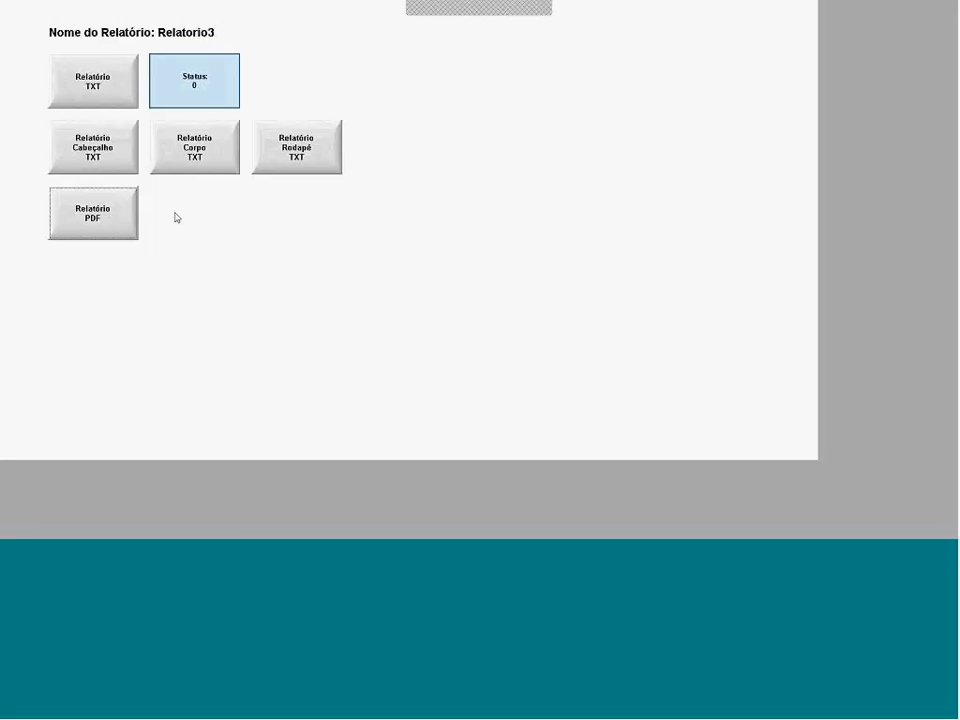 Nome do Relatório: Relatorio3
Relatório
TXT
Status:
0
Relatório
Cabeçalho
TXT
Relatório
Corpo
TXT
Relatório
Rodapé
TXT
Relatório
PDF